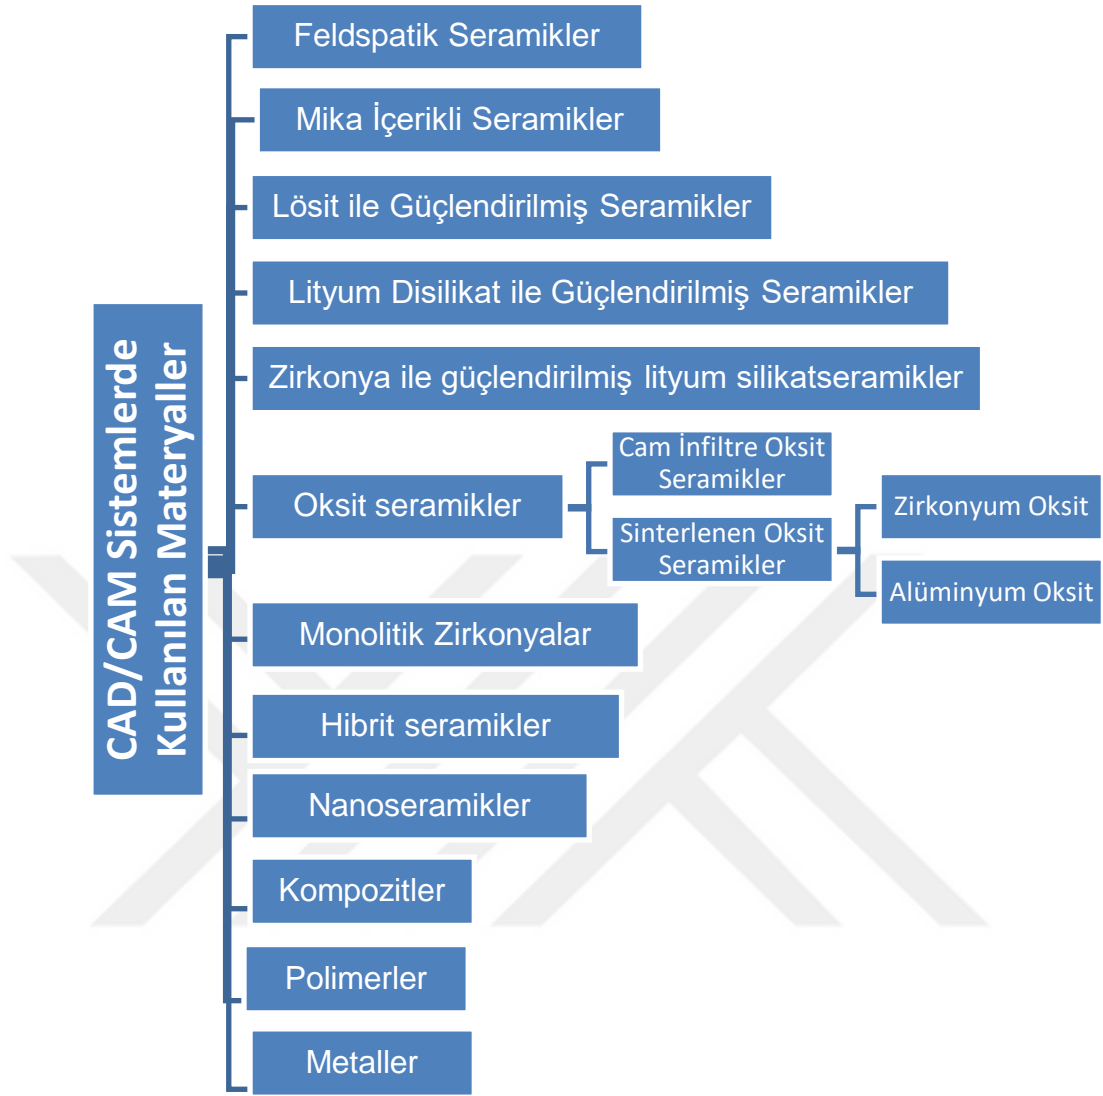 CAD/CAM Sistemlerde
Kullanılan Materyaller
Feldspatik Seramikler
Mika İçerikli Seramikler
Lösit ile Güçlendirilmiş Seramikler
Lityum Disilikat ile Güçlendirilmiş Seramikler
Zirkonya ile güçlendirilmiş lityum silikatseramikler
Oksit seramikler
Cam İnfiltre Oksit
Seramikler
Sinterlenen Oksit
Seramikler
Zirkonyum Oksit
Alüminyum Oksit
Monolitik Zirkonyalar
Hibrit seramikler
Nanoseramikler
Kompozitler
Polimerler
Metaller